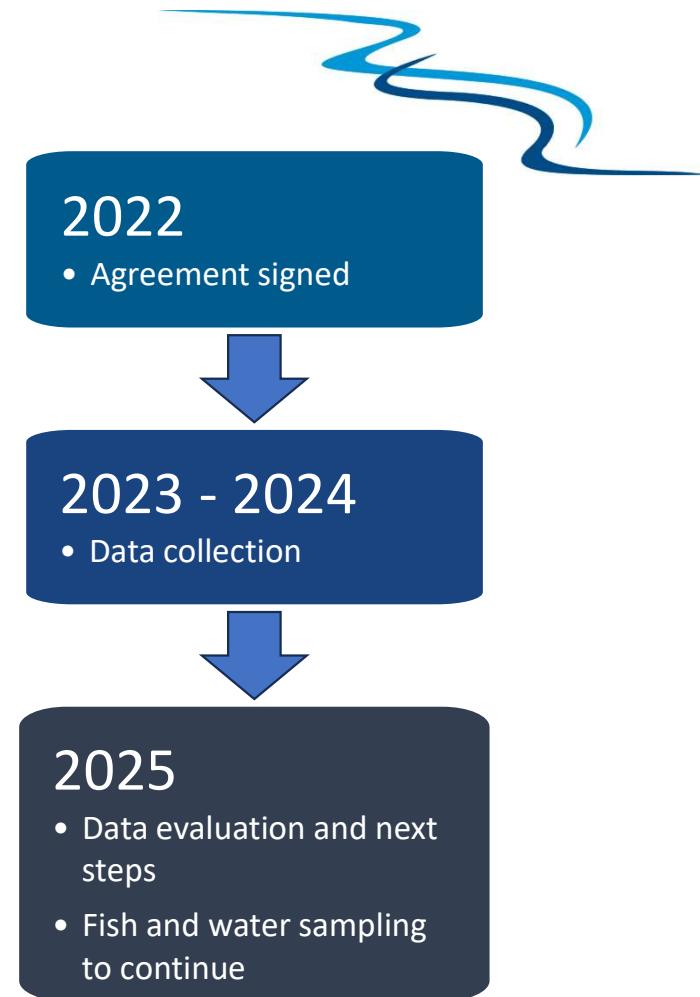 2022
• Agreement signed
2023 - 2024
• Data collection
2025
• Data evaluation and next
steps
• Fish and water sampling
to continue